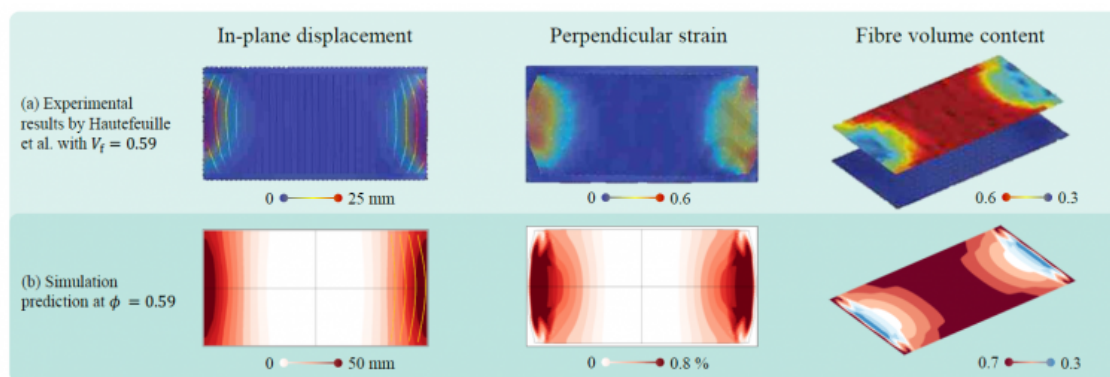 In-plane displacement
Perpendicular strain
Fibre volume content
(a) Experimental
results by Hautefeuille
et al. with V_f = 0.59
0
25 mm
0
0.6
0.6
0.3
(b) Simulation
prediction at ϕ = 0.59
0
50 mm
0
0.8 %
0.7
0.3